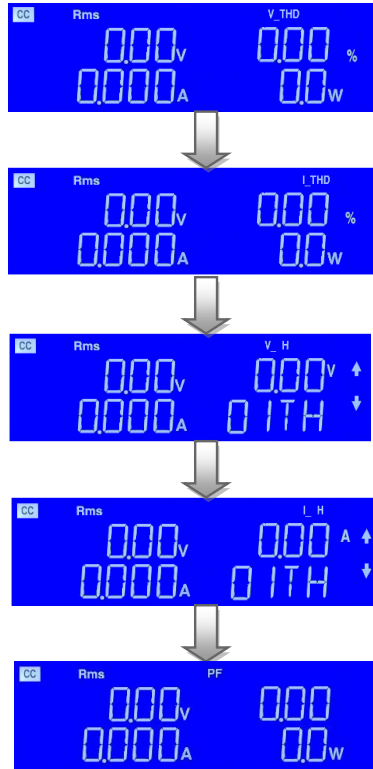 CC Rms V_THD
0.00V 0.00 %
0.000A 0.0W
CC Rms I_THD
0.00V 0.00 %
0.000A 0.0W
CC Rms V_ H
0.00V 0.00V
0.000A 01TH
CC Rms I_ H
0.00V 0.00 A
0.000A 01TH
CC Rms PF
0.00V 0.00
0.000A 0.0W